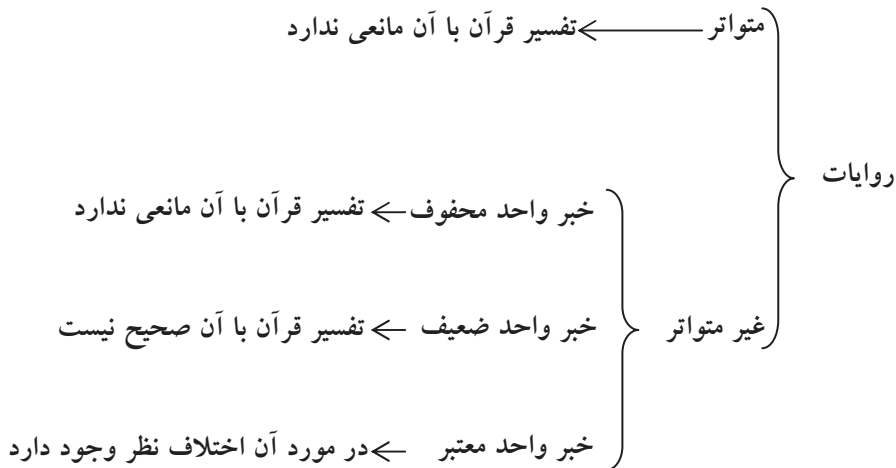 متواتر ← تفسیر قرآن با آن مانعی ندارد
روایات
خبر واحد محفوف ← تفسیر قرآن با آن مانعی ندارد
غیر متواتر خبر واحد ضعیف ← تفسیر قرآن با آن صحیح نیست
خبر واحد معتبر ← در مورد آن اختلاف نظر وجود دارد